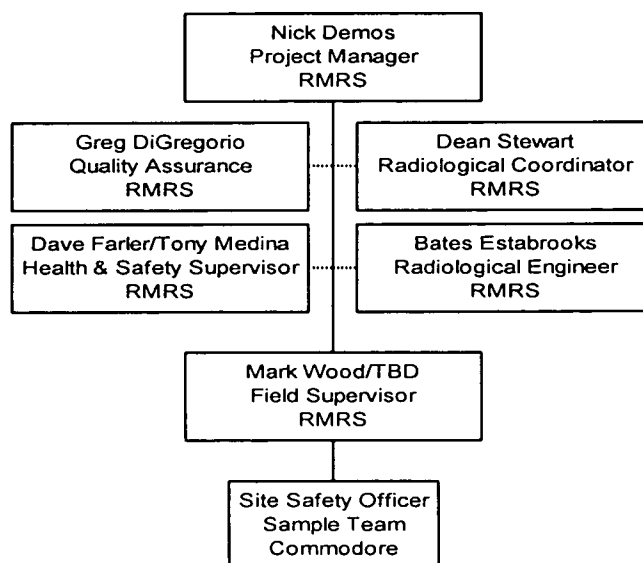 Nick Demos
Project Manager
RMRS
Greg DiGregorio
Quality Assurance
RMRS
Dean Stewart
Radiological Coordinator
RMRS
Dave Farler/Tony Medina
Health & Safety Supervisor
RMRS
Bates Estabrooks
Radiological Engineer
RMRS
Mark Wood/TBD
Field Supervisor
RMRS
Site Safety Officer
Sample Team
Commodore